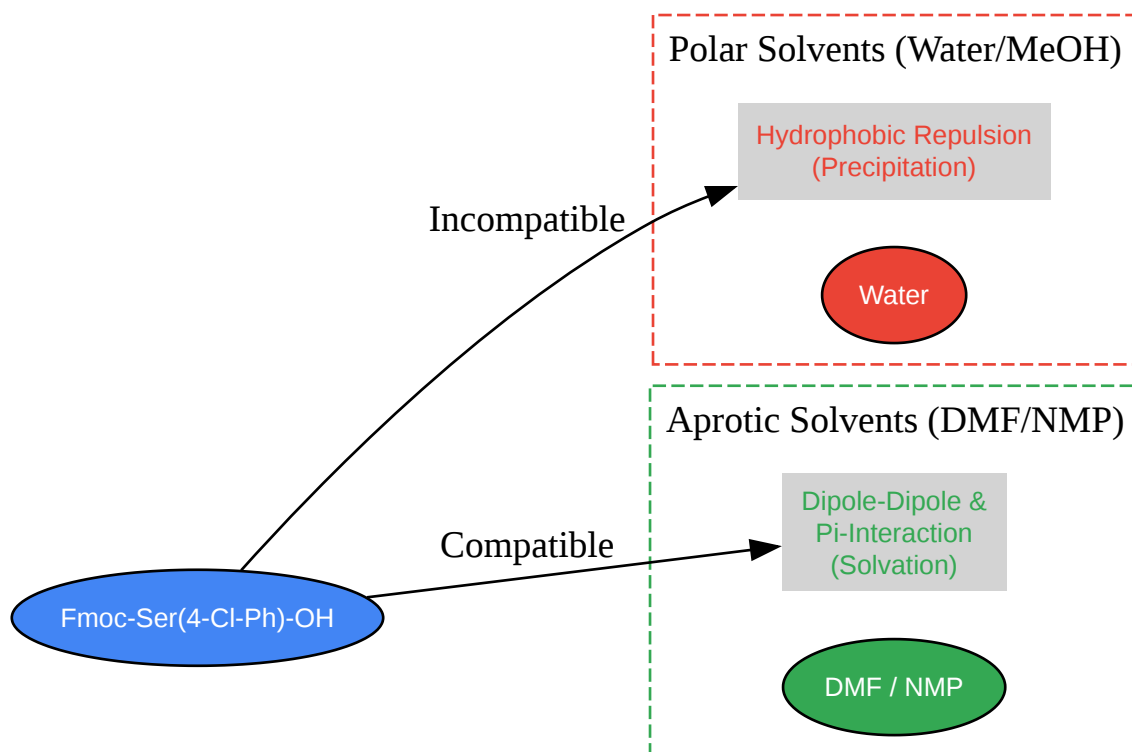 Polar Solvents (Water/MeOH)
Hydrophobic Repulsion
(Precipitation)
Incompatible
Water
Aprotic Solvents (DMF/NMP)
Dipole-Dipole &
Pi-Interaction
(Solvation)
Compatible
Fmoc-Ser(4-Cl-Ph)-OH
DMF / NMP